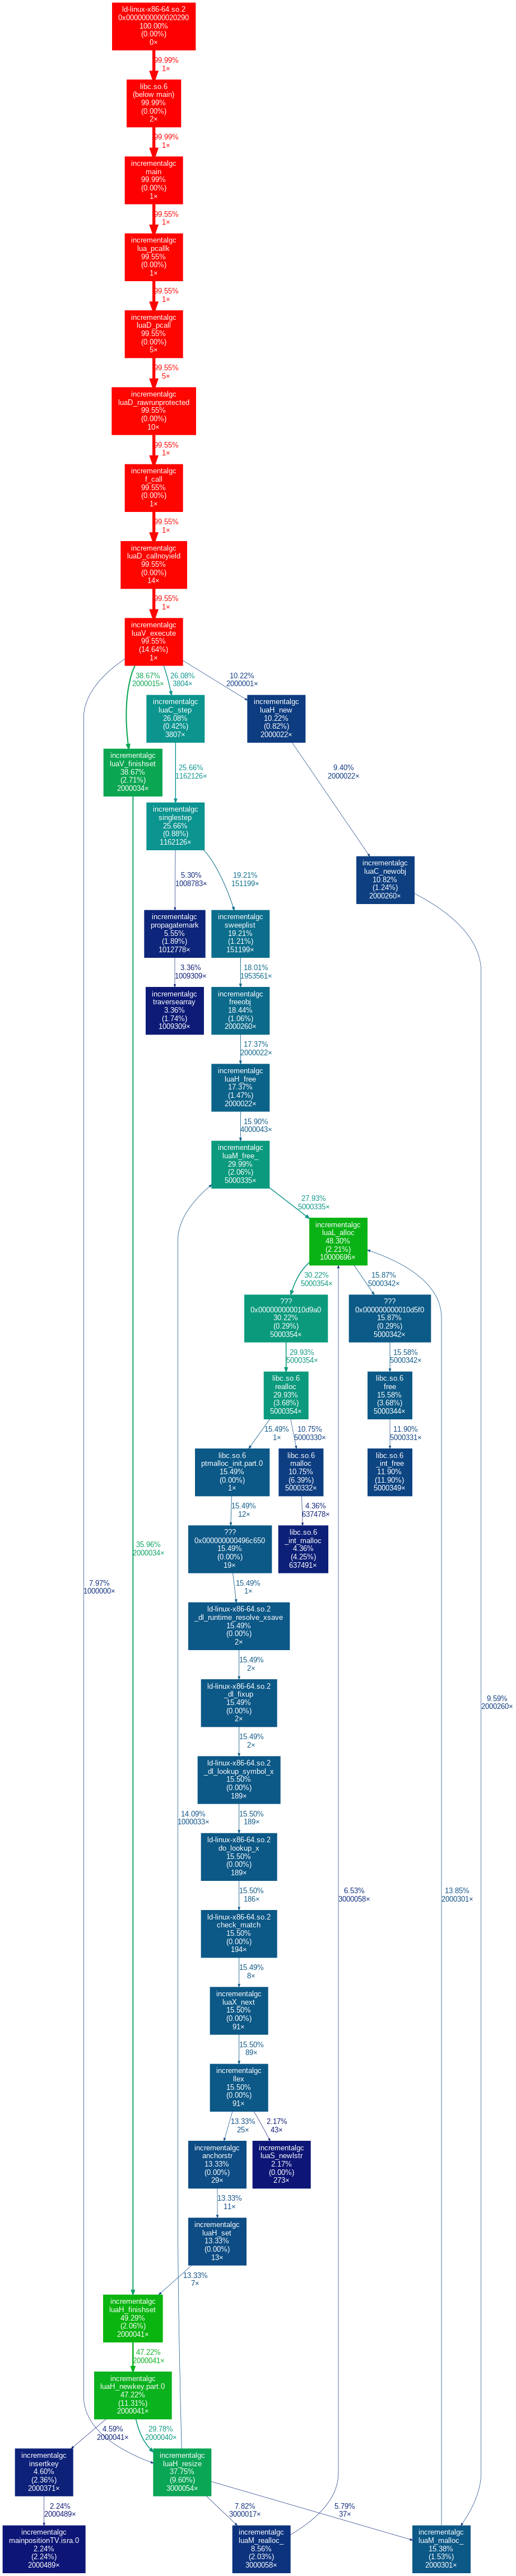 ld-linux-x86-64.so.2
0x0000000000020290
100.00%
(0.00%)
0×
99.99%
1×
libc.so.6
(below main)
99.99%
(0.00%)
2×
99.99%
1×
incrementalgc
main
99.99%
(0.00%)
1×
99.55%
1×
incrementalgc
lua_pcallk
99.55%
(0.00%)
1×
99.55%
1×
incrementalgc
luaD_pcall
99.55%
(0.00%)
5×
99.55%
5×
incrementalgc
luaD_rawrunprotected
99.55%
(0.00%)
10×
99.55%
1×
incrementalgc
f_call
99.55%
(0.00%)
1×
99.55%
1×
incrementalgc
luaD_callnoyield
99.55%
(0.00%)
14×
99.55%
1×
incrementalgc
luaV_execute
99.55%
(14.64%)
1×
38.67%
2000015×
26.08%
3804×
10.22%
2000001×
incrementalgc
luaC_step
26.08%
(0.42%)
3807×
incrementalgc
luaH_new
10.22%
(0.82%)
2000022×
incrementalgc
luaV_finishset
38.67%
(2.71%)
2000034×
25.66%
1162126×
9.40%
2000022×
incrementalgc
singlestep
25.66%
(0.88%)
1162126×
incrementalgc
luaC_newobj
10.82%
(1.24%)
2000260×
5.30%
1008783×
19.21%
151199×
incrementalgc
propagatemark
5.55%
(1.89%)
1012778×
incrementalgc
sweeplist
19.21%
(1.21%)
151199×
3.36%
1009309×
18.01%
1953561×
incrementalgc
traversearray
3.36%
(1.74%)
1009309×
incrementalgc
freeobj
18.44%
(1.06%)
2000260×
17.37%
2000022×
incrementalgc
luaH_free
17.37%
(1.47%)
2000022×
15.90%
4000043×
incrementalgc
luaM_free_
29.99%
(2.06%)
5000335×
27.93%
5000335×
incrementalgc
luaL_alloc
48.30%
(2.21%)
10000696×
30.22%
5000354×
15.87%
5000342×
???
0x000000000010d9a0
30.22%
(0.29%)
5000354×
???
0x000000000010d5f0
15.87%
(0.29%)
5000342×
29.93%
5000354×
15.58%
5000342×
libc.so.6
realloc
29.93%
(3.68%)
5000354×
libc.so.6
free
15.58%
(3.68%)
5000344×
15.49%
1×
10.75%
5000330×
11.90%
5000331×
libc.so.6
ptmalloc_init.part.0
15.49%
(0.00%)
1×
libc.so.6
malloc
10.75%
(6.39%)
5000332×
libc.so.6
_int_free
11.90%
(11.90%)
5000349×
15.49%
12×
4.36%
637478×
???
0x000000000496c650
15.49%
(0.00%)
19×
libc.so.6
_int_malloc
4.36%
(4.25%)
637491×
35.96%
2000034×
7.97%
1000000×
15.49%
1×
ld-linux-x86-64.so.2
_dl_runtime_resolve_xsave
15.49%
(0.00%)
2×
15.49%
2×
ld-linux-x86-64.so.2
_dl_fixup
15.49%
(0.00%)
2×
9.59%
2000260×
15.49%
2×
ld-linux-x86-64.so.2
_dl_lookup_symbol_x
15.50%
(0.00%)
189×
14.09%
1000033×
15.50%
189×
ld-linux-x86-64.so.2
do_lookup_x
15.50%
(0.00%)
189×
15.50%
186×
6.53%
3000058×
13.85%
2000301×
ld-linux-x86-64.so.2
check_match
15.50%
(0.00%)
194×
15.49%
8×
incrementalgc
luaX_next
15.50%
(0.00%)
91×
15.50%
89×
incrementalgc
llex
15.50%
(0.00%)
91×
13.33%
25×
2.17%
43×
incrementalgc
anchorstr
13.33%
(0.00%)
29×
incrementalgc
luaS_newlstr
2.17%
(0.00%)
273×
13.33%
11×
incrementalgc
luaH_set
13.33%
(0.00%)
13×
13.33%
7×
incrementalgc
luaH_finishset
49.29%
(2.06%)
2000041×
47.22%
2000041×
incrementalgc
luaH_newkey.part.0
47.22%
(11.31%)
2000041×
4.59%
2000041×
29.78%
2000040×
incrementalgc
insertkey
4.60%
(2.36%)
2000371×
incrementalgc
luaH_resize
37.75%
(9.60%)
3000054×
2.24%
2000489×
7.82%
3000017×
5.79%
37×
incrementalgc
mainpositionTV.isra.0
2.24%
(2.24%)
2000489×
incrementalgc
luaM_realloc_
8.56%
(2.03%)
3000058×
incrementalgc
luaM_malloc_
15.38%
(1.53%)
2000301×